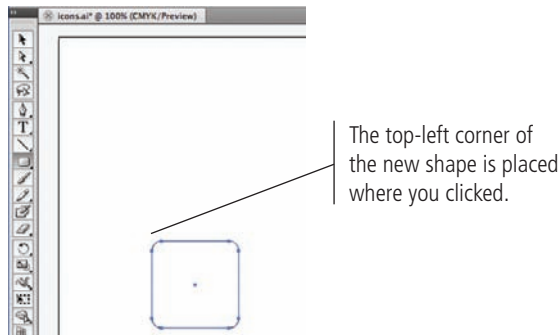 icons.ai* @ 100% (CMYK/Preview)
T
The top-left corner of
the new shape is placed
where you clicked.